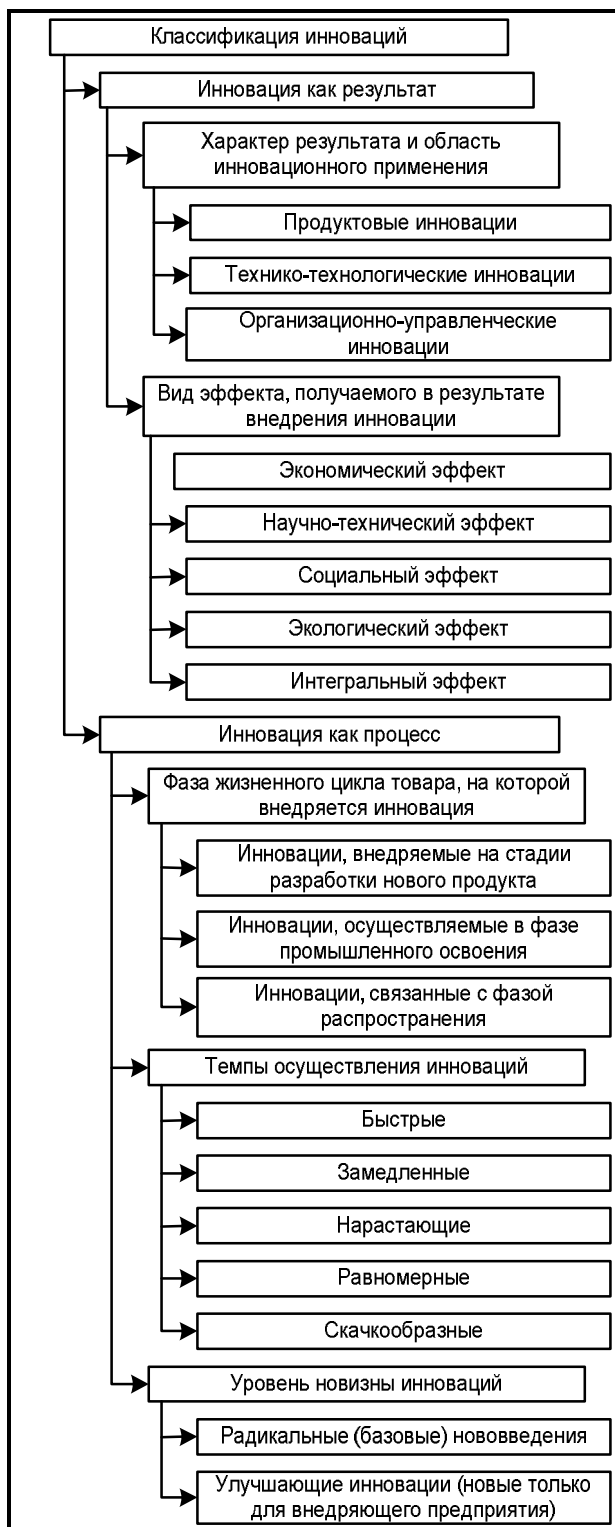 Классификация инноваций
Инновация как результат
Характер результата и область
инновационного применения
Продуктовые инновации
Технико-технологические инновации
Организационно-управленческие
инновации
Вид эффекта, получаемого в результате
внедрения инновации
Экономический эффект
Научно-технический эффект
Социальный эффект
Экологический эффект
Интегральный эффект
Инновация как процесс
Фаза жизненного цикла товара, на которой
внедряется инновация
Инновации, внедряемые на стадии
разработки нового продукта
Инновации, осуществляемые в фазе
промышленного освоения
Инновации, связанные с фазой
распространения
Темпы осуществления инноваций
Быстрые
Замедленные
Нарастающие
Равномерные
Скачкообразные
Уровень новизны инноваций
Радикальные (базовые) нововведения
Улучшающие инновации (новые только
для внедряющего предприятия)